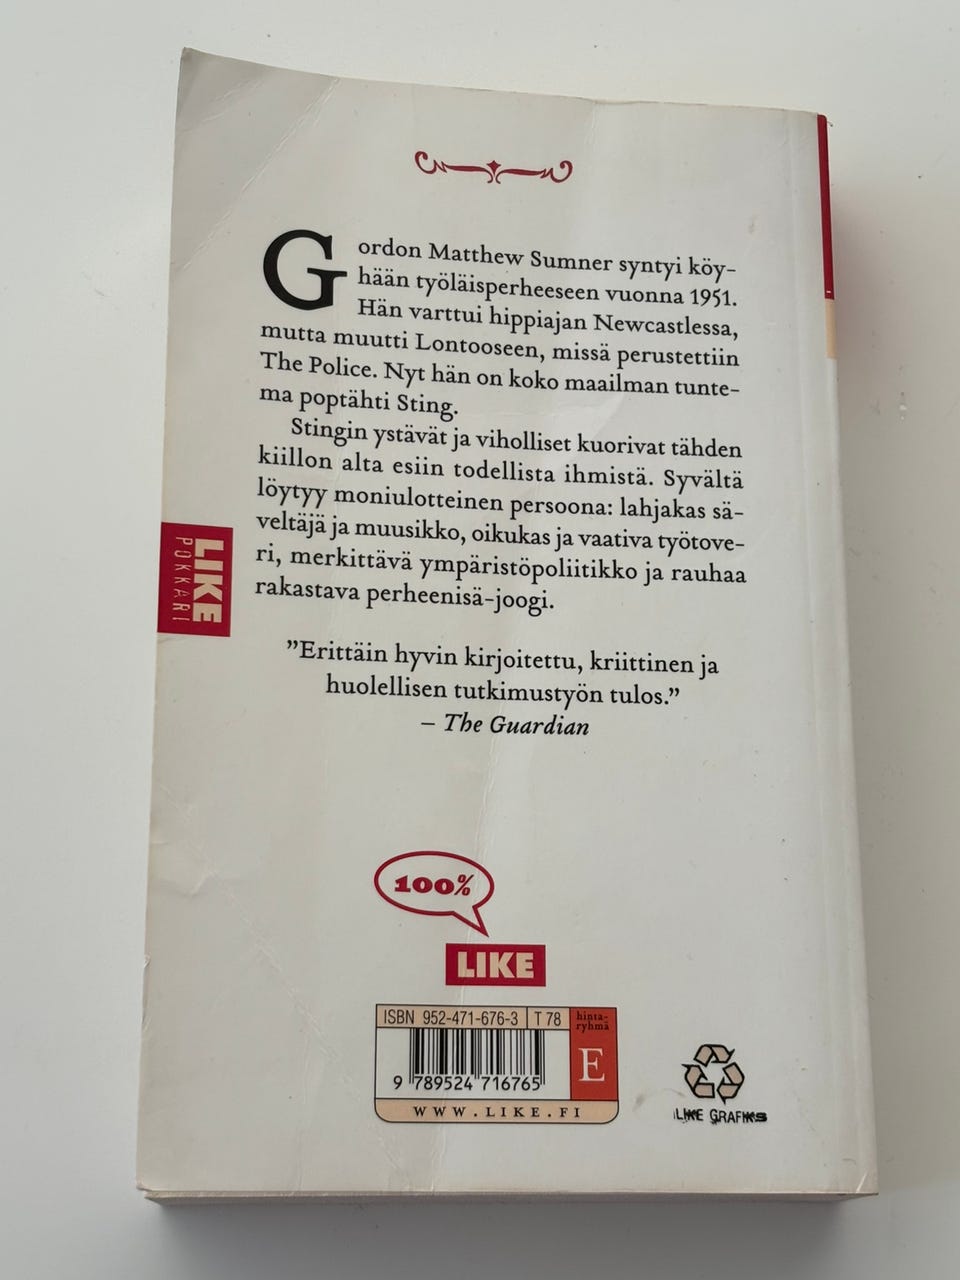 Gordon Matthew Sumner syntyi köy-
hään työläisperheeseen vuonna 1951.
Hän varttui hippiajan Newcastlessa,
mutta muutti Lontooseen, missä perustettiin
The Police. Nyt hän on koko maailman tunte-
ma poptähti Sting.
Stingin ystävät ja viholliset kuorivat tähden
kiillon alta esiin todellista ihmistä. Syvältä
löytyy moniulotteinen persoona: lahjakas sä-
veltäjä ja muusikko, oikukas ja vaativa työtove-
ri, merkittävä ympäristöpoliitikko ja rauhaa
rakastava perheenisä-joogi.
”Erittäin hyvin kirjoitettu, kriittinen ja
huolellisen tutkimustyön tulos.”
– The Guardian
LIKE
POKKARI
100%
LIKE
ISBN 952-471-676-3 T 78
hinta-
ryhmä
E
9 789524 716765
WWW.LIKE.FI
LIKE GRAFIKS